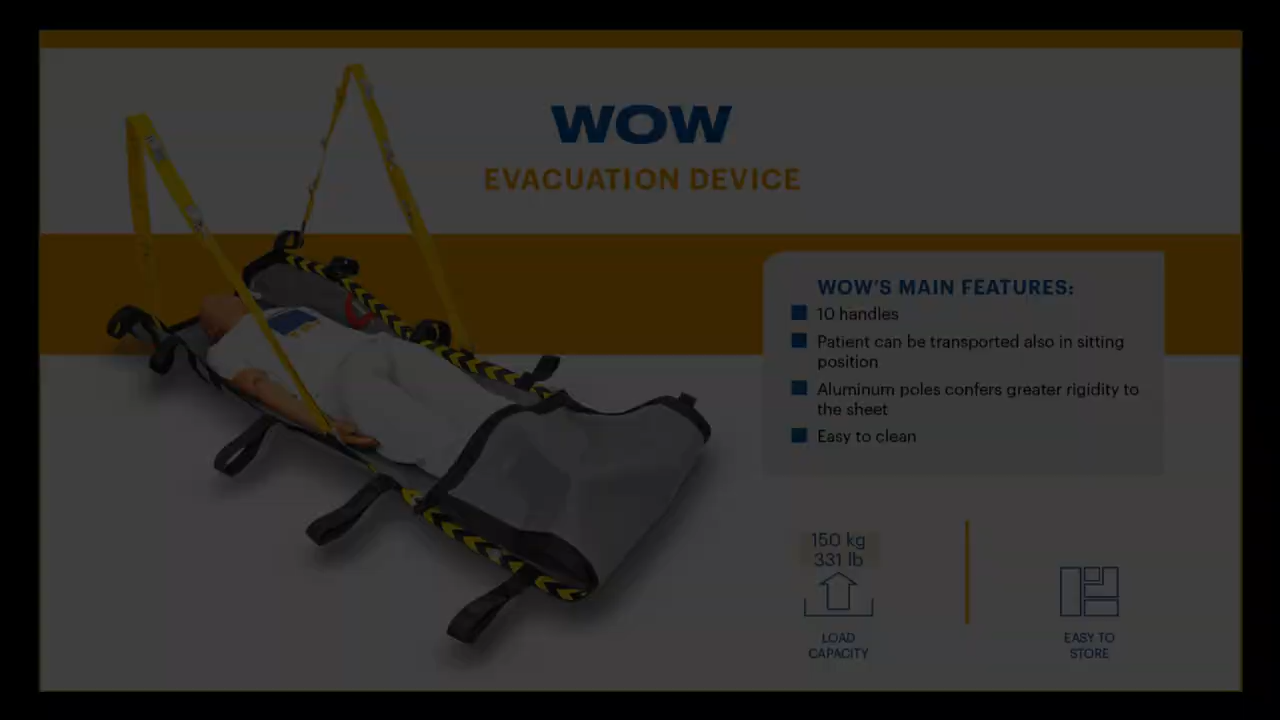 WOW
EVACUATION DEVICE
WOW'S MAIN FEATURES:
10 handles
Patient can be transported also in sitting
position
Aluminum poles confers greater rigidity to
the sheet
Easy to clean
150 kg
331 lb
LOAD
CAPACITY
EASY TO
STORE